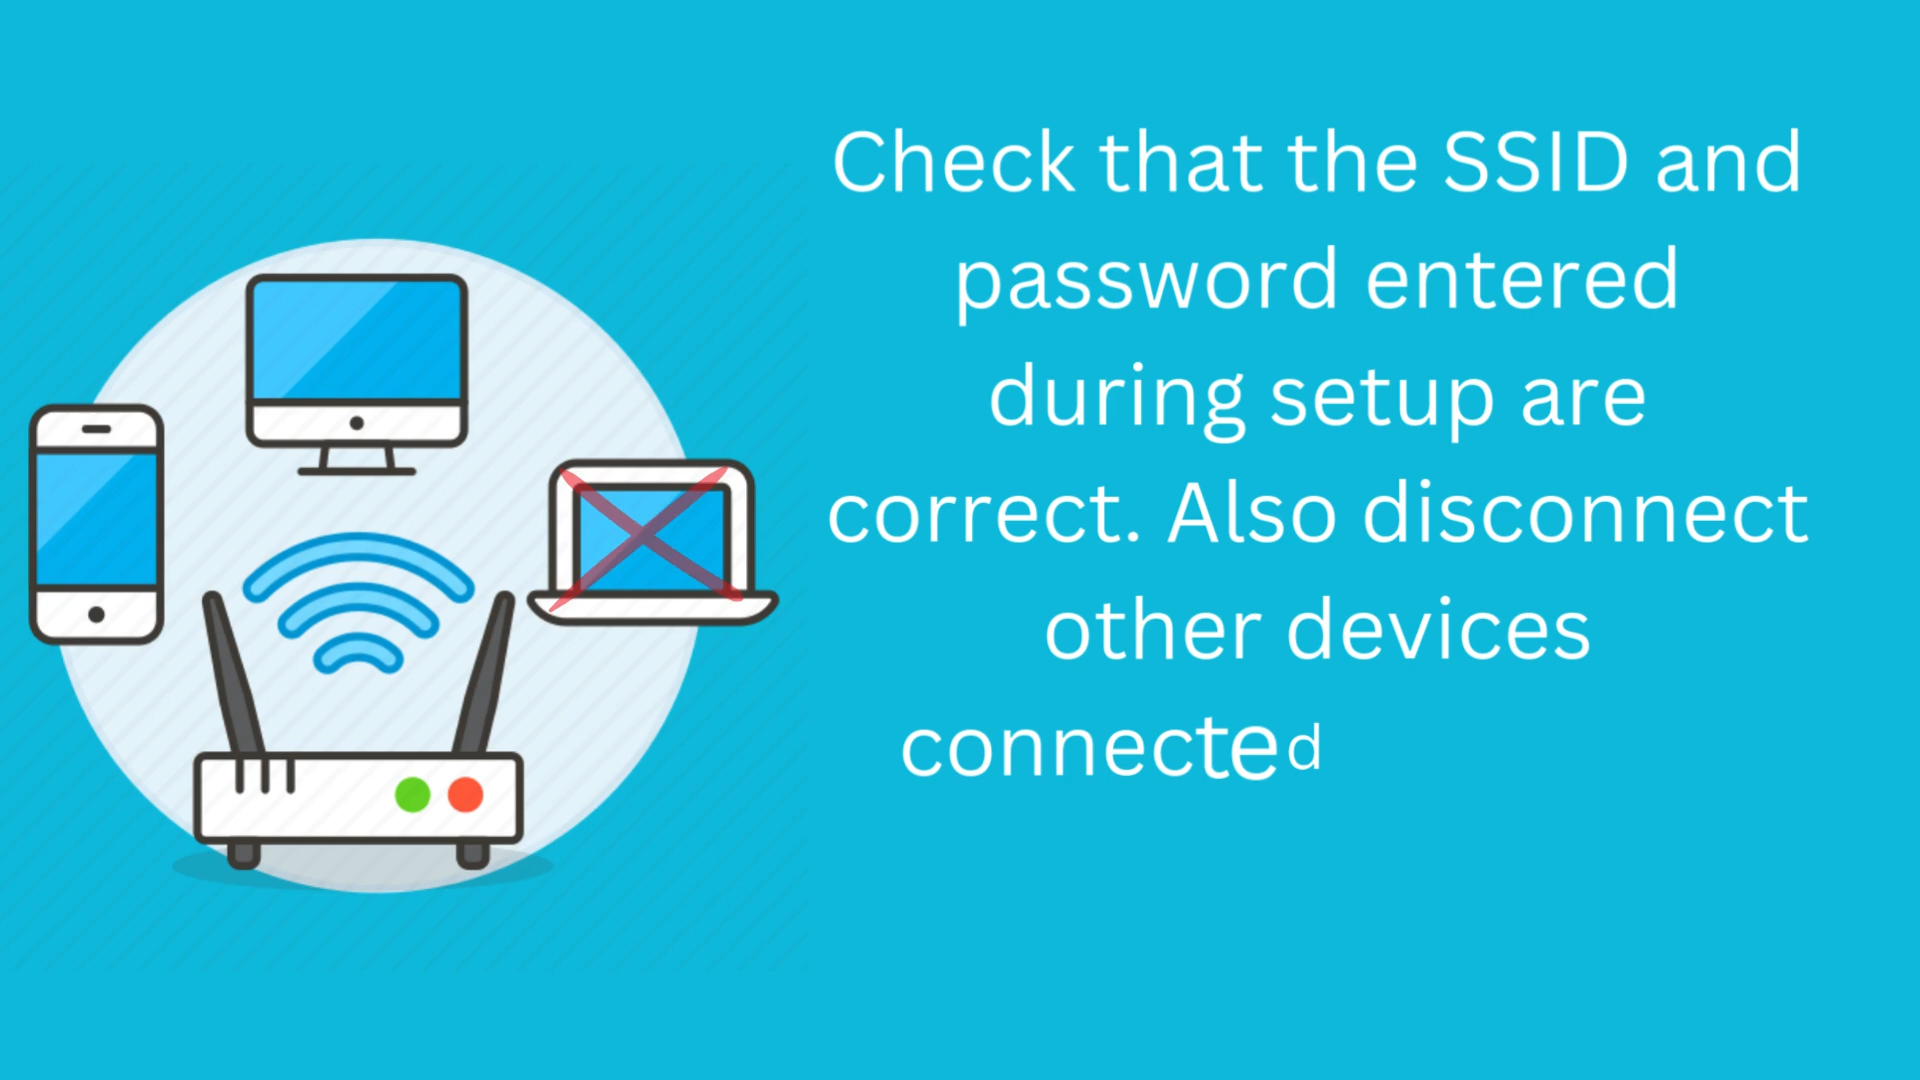 Check that the SSID and
password entered
during setup are
correct. Also disconnect
other devices
connected